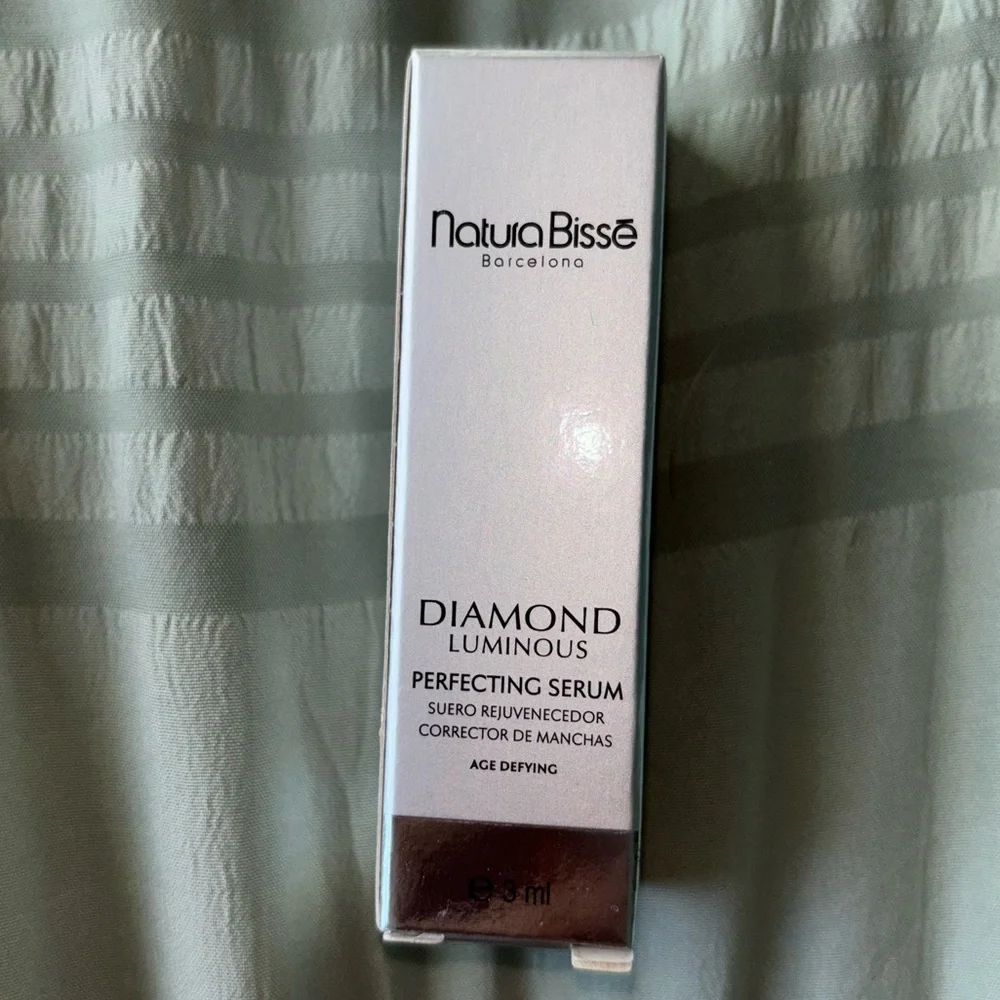 Natura Bissé
Barcelona
DIAMOND
LUMINOUS
PERFECTING SERUM
SUERO REJUVENECEDOR
CORRECTOR DE MANCHAS
AGE DEFYING
℮ 3 ml